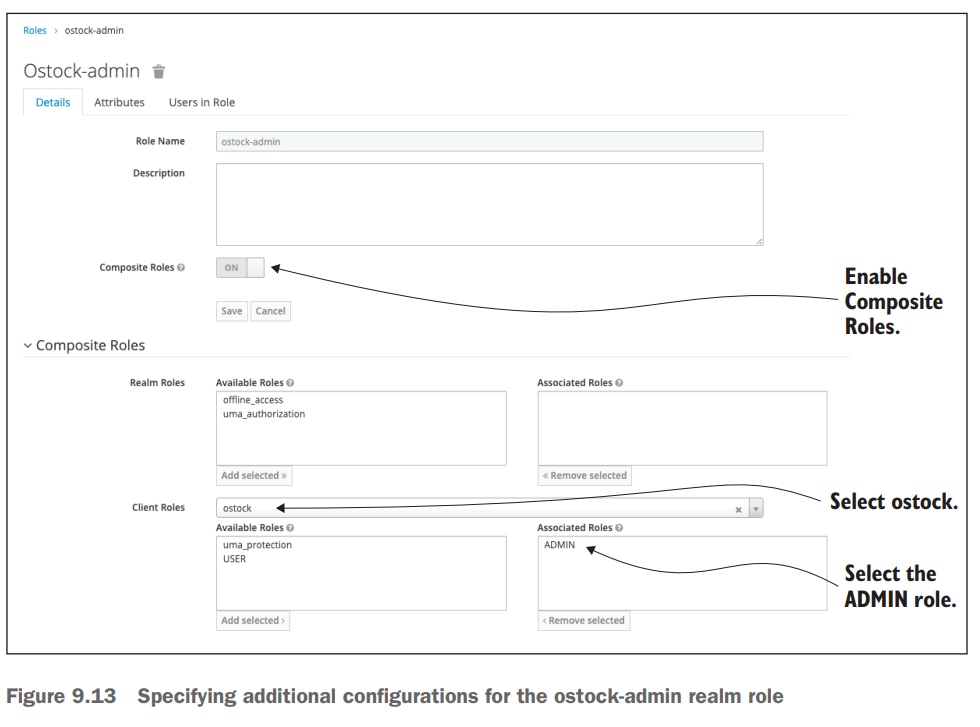 Roles > ostock-admin
Ostock-admin
Details Attributes Users in Role
Role Name ostock-admin
Description
Composite Roles ON
Enable
Composite
Roles.
Save Cancel
Composite Roles
Realm Roles Available Roles Associated Roles
offline_access
uma_authorization
Add selected » « Remove selected
Client Roles ostock
Select ostock.
Available Roles Associated Roles
uma_protection ADMIN
USER
Select the
ADMIN role.
Add selected › ‹ Remove selected
Figure 9.13 Specifying additional configurations for the ostock-admin realm role